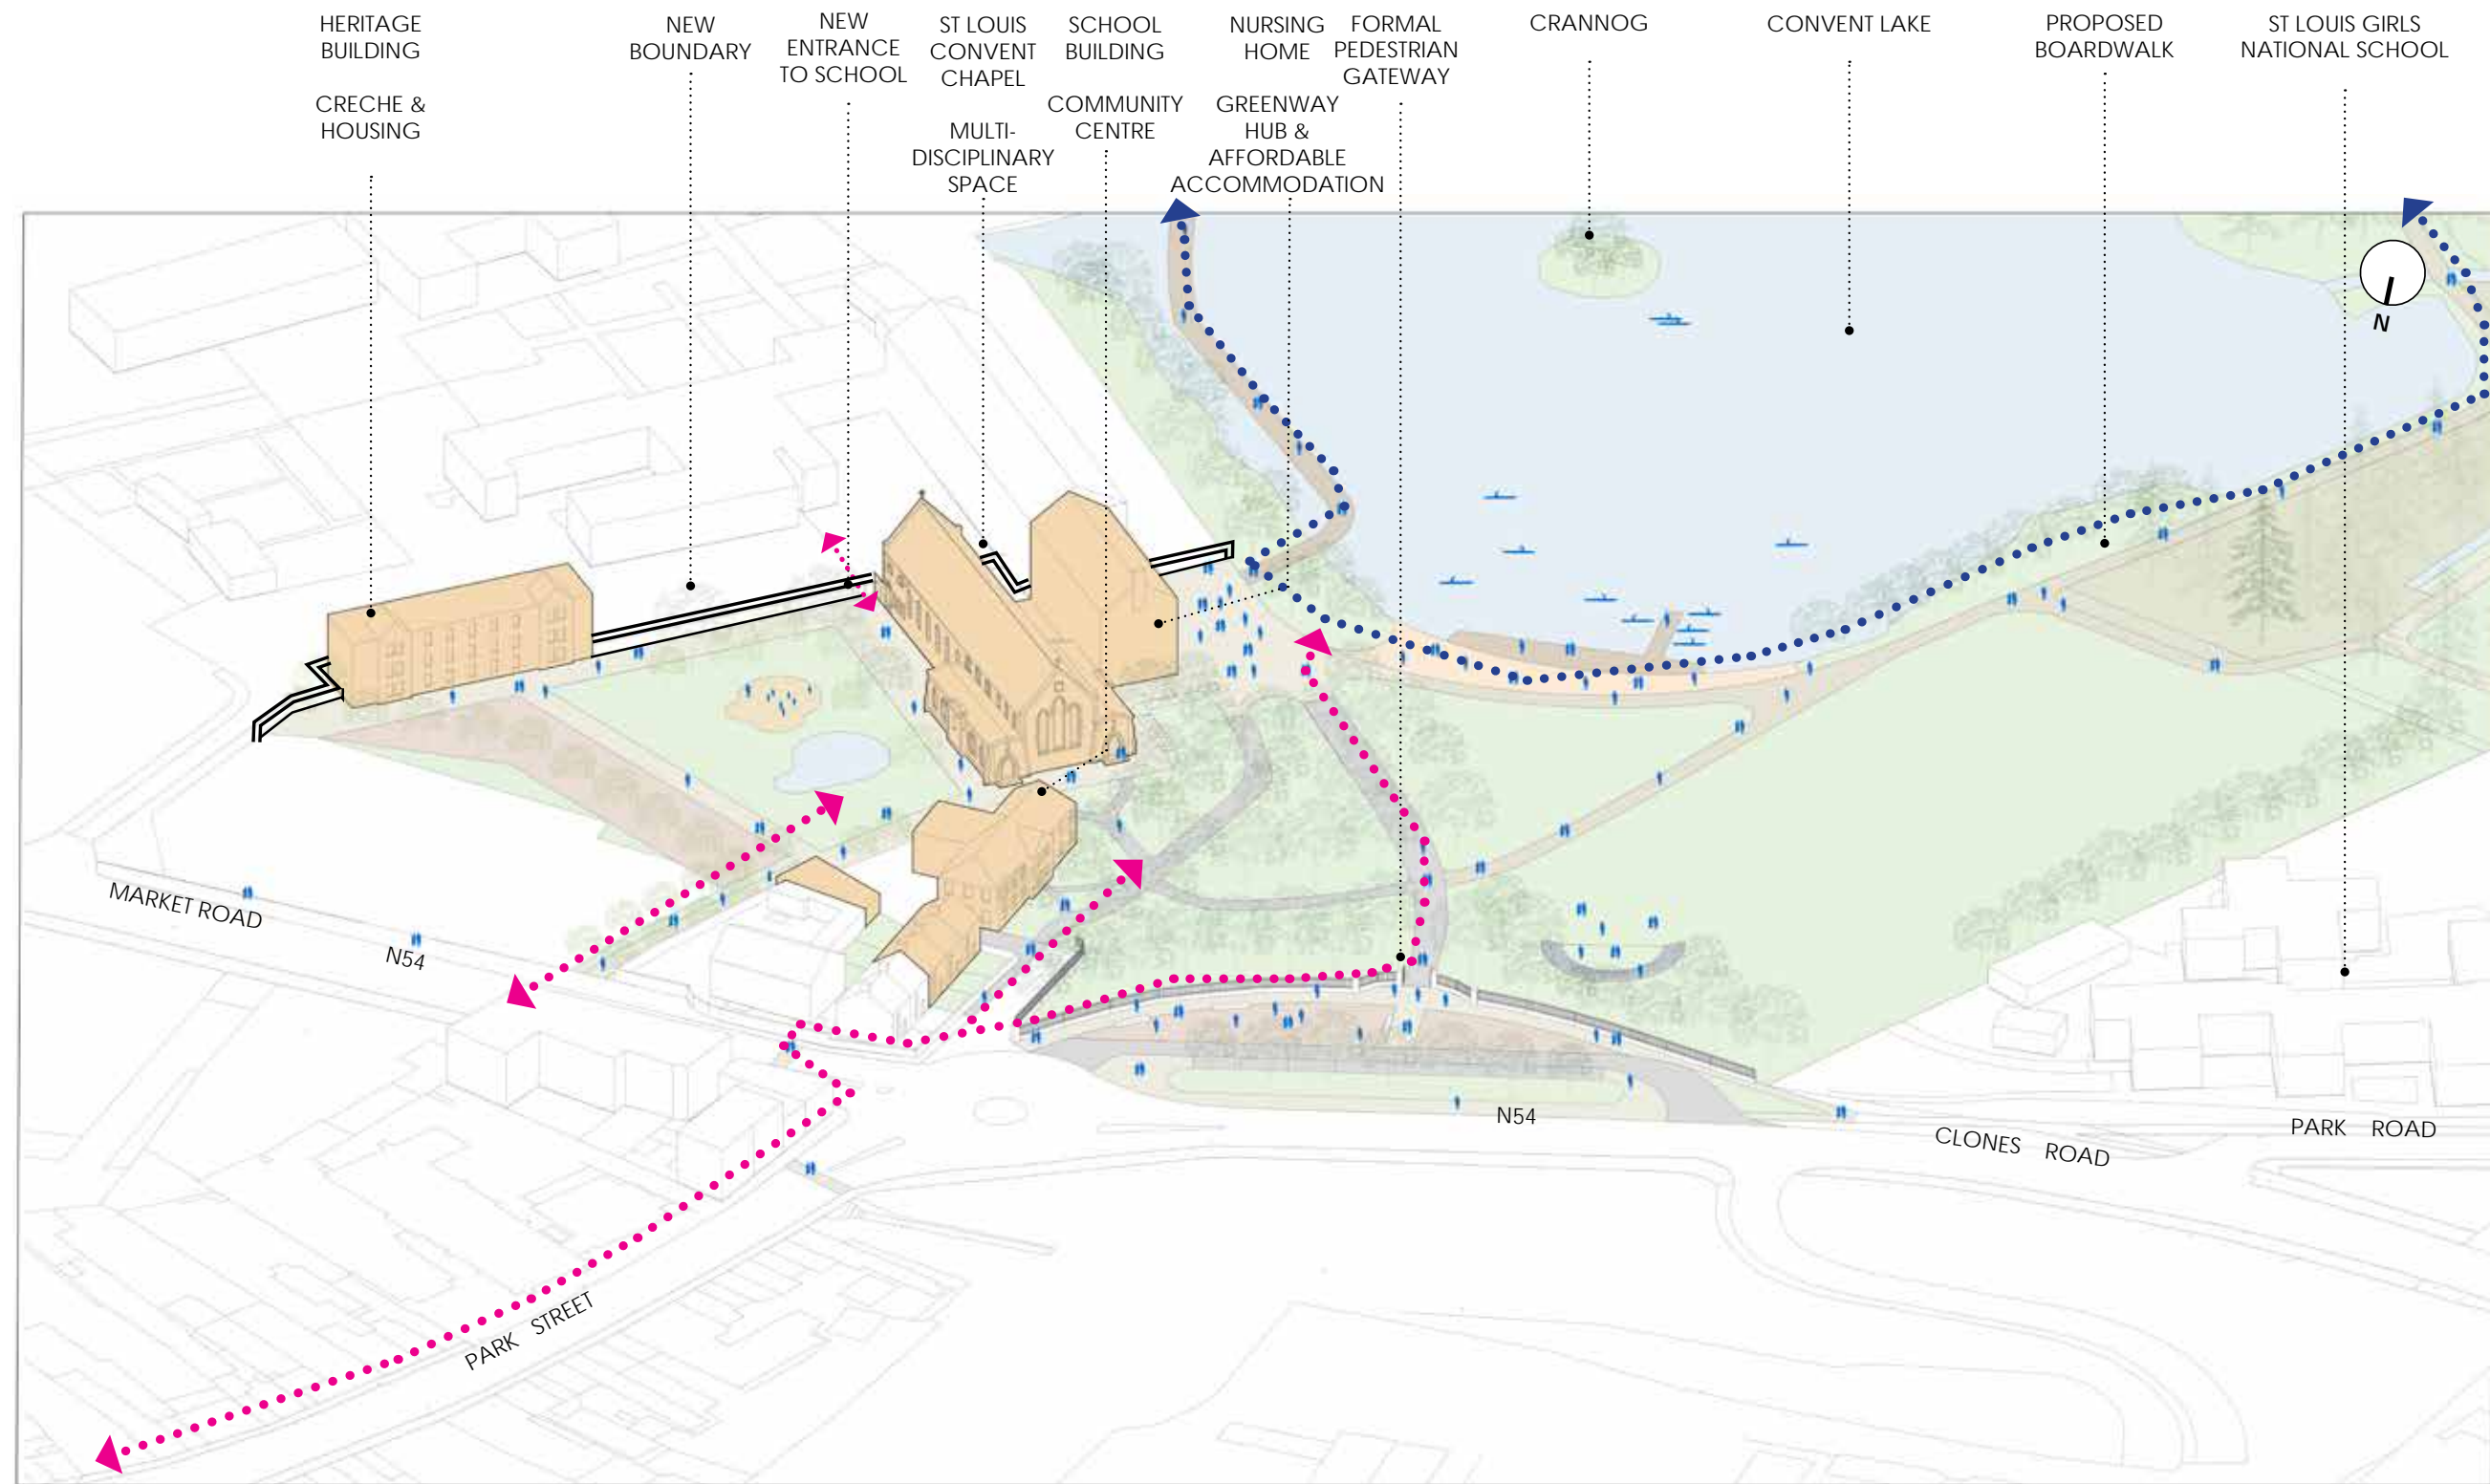 HERITAGE
BUILDING
CRECHE &
HOUSING
NEW
BOUNDARY
NEW
ENTRANCE
TO SCHOOL
ST LOUIS
CONVENT
CHAPEL
MULTI-
DISCIPLINARY
SPACE
SCHOOL
BUILDING
COMMUNITY
CENTRE
NURSING
HOME
GREENWAY
HUB &
AFFORDABLE
ACCOMMODATION
FORMAL
PEDESTRIAN
GATEWAY
CRANNOG
CONVENT LAKE
PROPOSED
BOARDWALK
ST LOUIS GIRLS
NATIONAL SCHOOL
N
MARKET ROAD
N54
N54
CLONES ROAD
PARK ROAD
PARK STREET